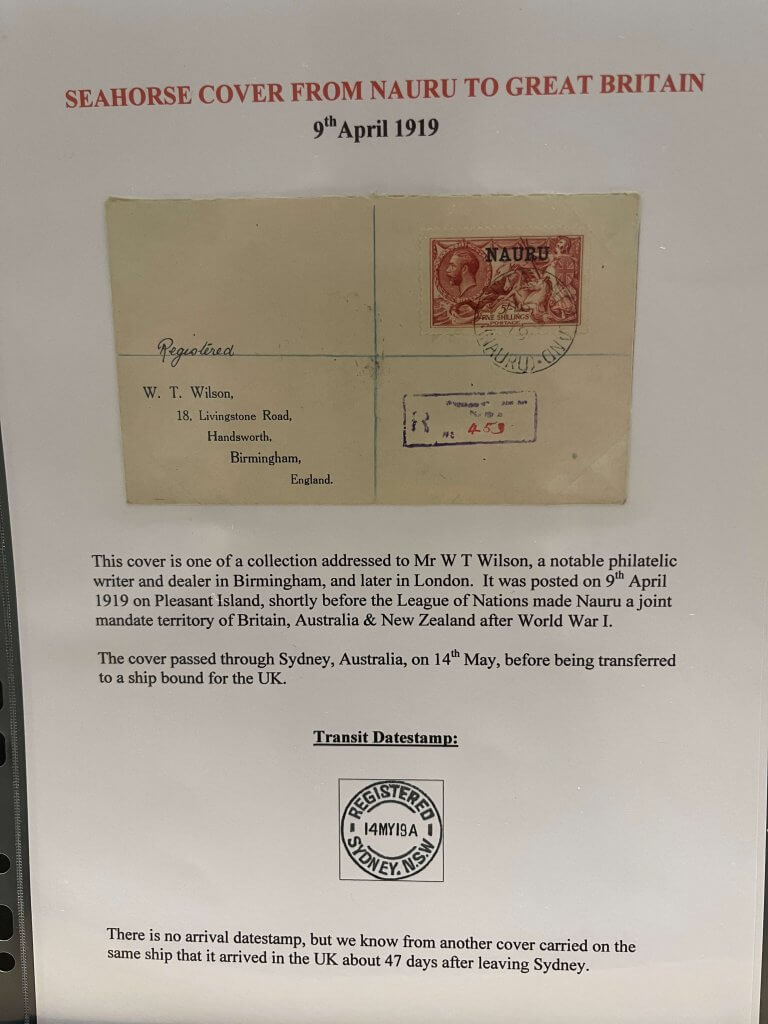 SEAHORSE COVER FROM NAURU TO GREAT BRITAIN
9th April 1919
NAURU
FIVE SHILLINGS
POSTAGE
(NAURU)
Registered
W. T. Wilson,
18, Livingstone Road,
Handsworth,
Birmingham,
England.
R
No 453
This cover is one of a collection addressed to Mr W T Wilson, a notable philatelic
writer and dealer in Birmingham, and later in London. It was posted on 9th April
1919 on Pleasant Island, shortly before the League of Nations made Nauru a joint
mandate territory of Britain, Australia & New Zealand after World War I.
The cover passed through Sydney, Australia, on 14th May, before being transferred
to a ship bound for the UK.
Transit Datestamp:
REGISTERED
14MY19A
SYDNEY.N.S.W
There is no arrival datestamp, but we know from another cover carried on the
same ship that it arrived in the UK about 47 days after leaving Sydney.